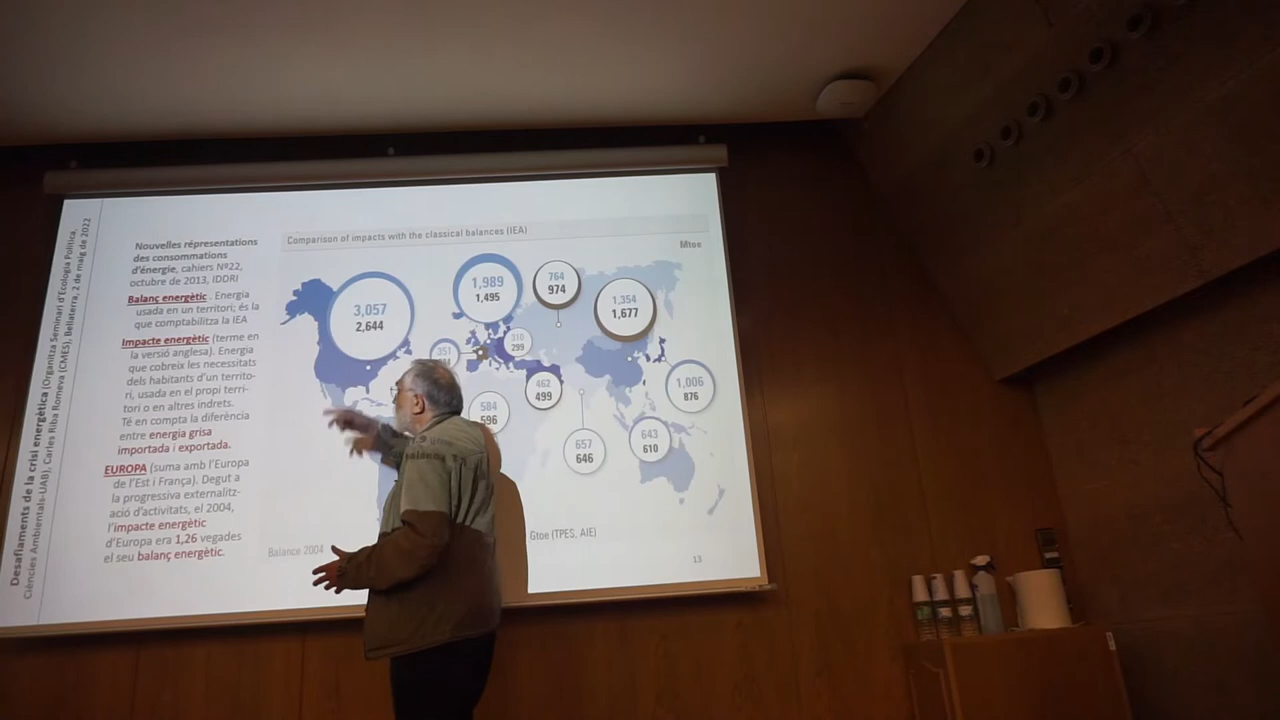 Desafiaments de la crisi energètica (Organitza Seminari d'Ecologia Política,
Ciències Ambientals-UAB), Carles Riba Romeva (CMES), Bellaterra, 2 de maig de 2022
Nouvelles répresentations
des consommations
d'énergie, cahiers Nº22,
octubre de 2013, IDDRI
Balanç energètic . Energia
usada en un territori; és la
que comptabilitza la IEA
Impacte energètic (terme en
la versió anglesa). Energia
que cobreix les necessitats
dels habitants d'un territo-
ri, usada en el propi terri-
tori o en altres indrets.
Té en compta la diferència
entre energia grisa
importada i exportada.
EUROPA (suma amb l'Europa
de l'Est i França). Degut a
la progressiva externalitz-
ació d'activitats, el 2004,
l'impacte energètic
d'Europa era 1,26 vegades
el seu balanç energètic.
Comparison of impacts with the classical balances (IEA)
Mtoe
3,057
2,644
1,989
1,495
764
974
1,354
1,677
310
299
351
462
499
1,006
876
584
596
657
646
643
610
Balance 2004
Gtoe (TPES, AIE)
13